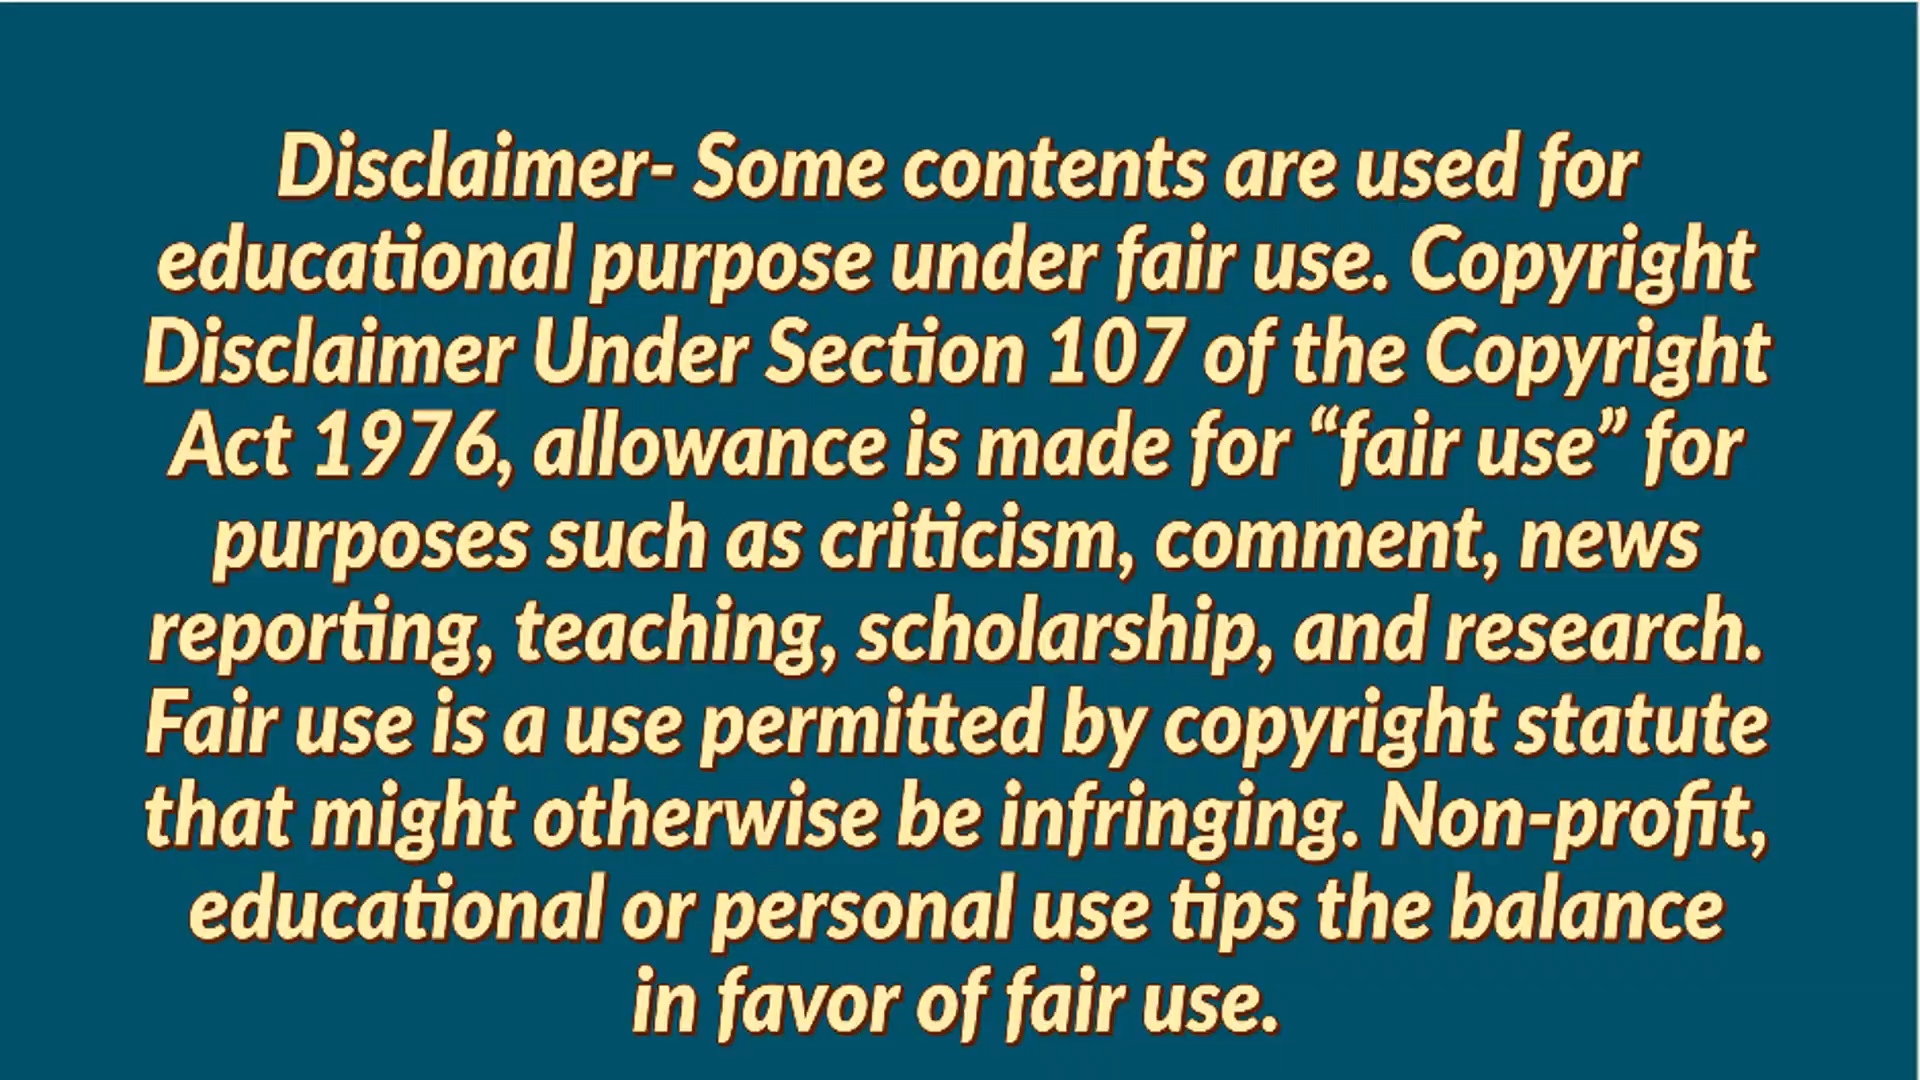 Disclaimer- Some contents are used for
educational purpose under fair use. Copyright
Disclaimer Under Section 107 of the Copyright
Act 1976, allowance is made for “fair use” for
purposes such as criticism, comment, news
reporting, teaching, scholarship, and research.
Fair use is a use permitted by copyright statute
that might otherwise be infringing. Non-profit,
educational or personal use tips the balance
in favor of fair use.